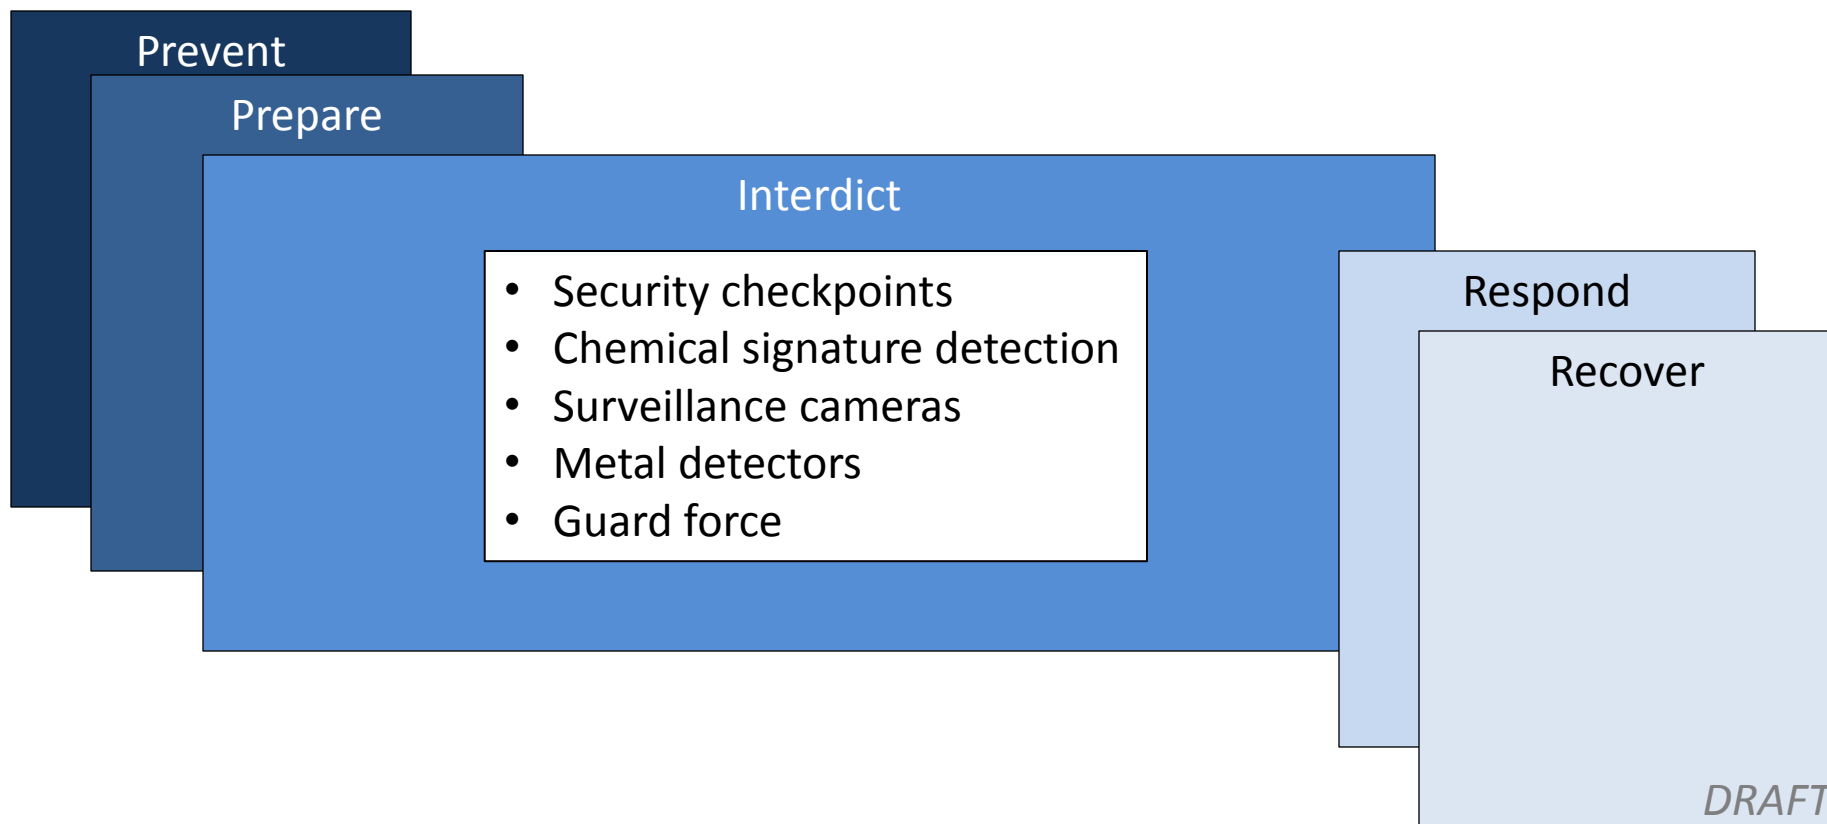 Prevent
Prepare
Interdict
• Security checkpoints
• Chemical signature detection
• Surveillance cameras
• Metal detectors
• Guard force
Respond
Recover
DRAFT